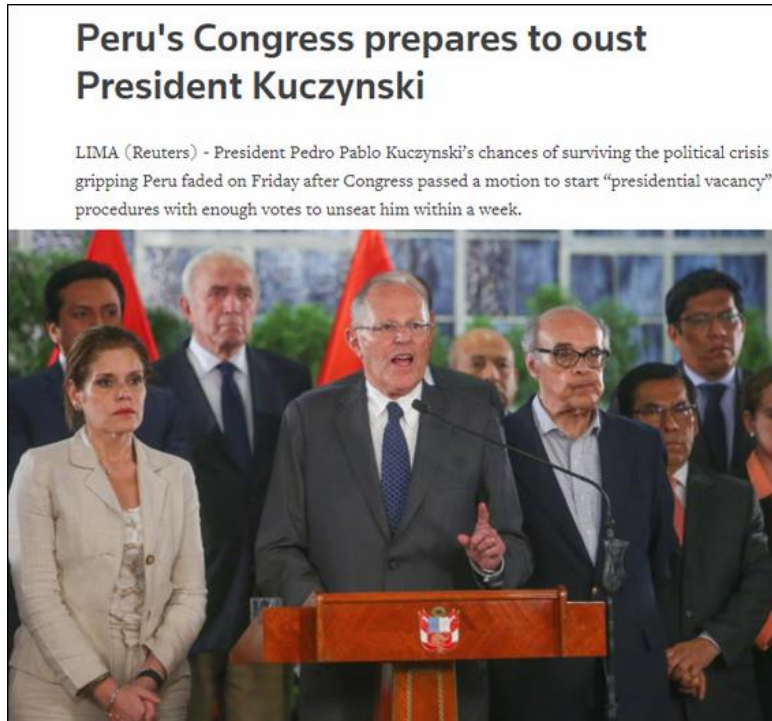 Peru's Congress prepares to oust
President Kuczynski
LIMA (Reuters) - President Pedro Pablo Kuczynski’s chances of surviving the political crisis
gripping Peru faded on Friday after Congress passed a motion to start “presidential vacancy”
procedures with enough votes to unseat him within a week.